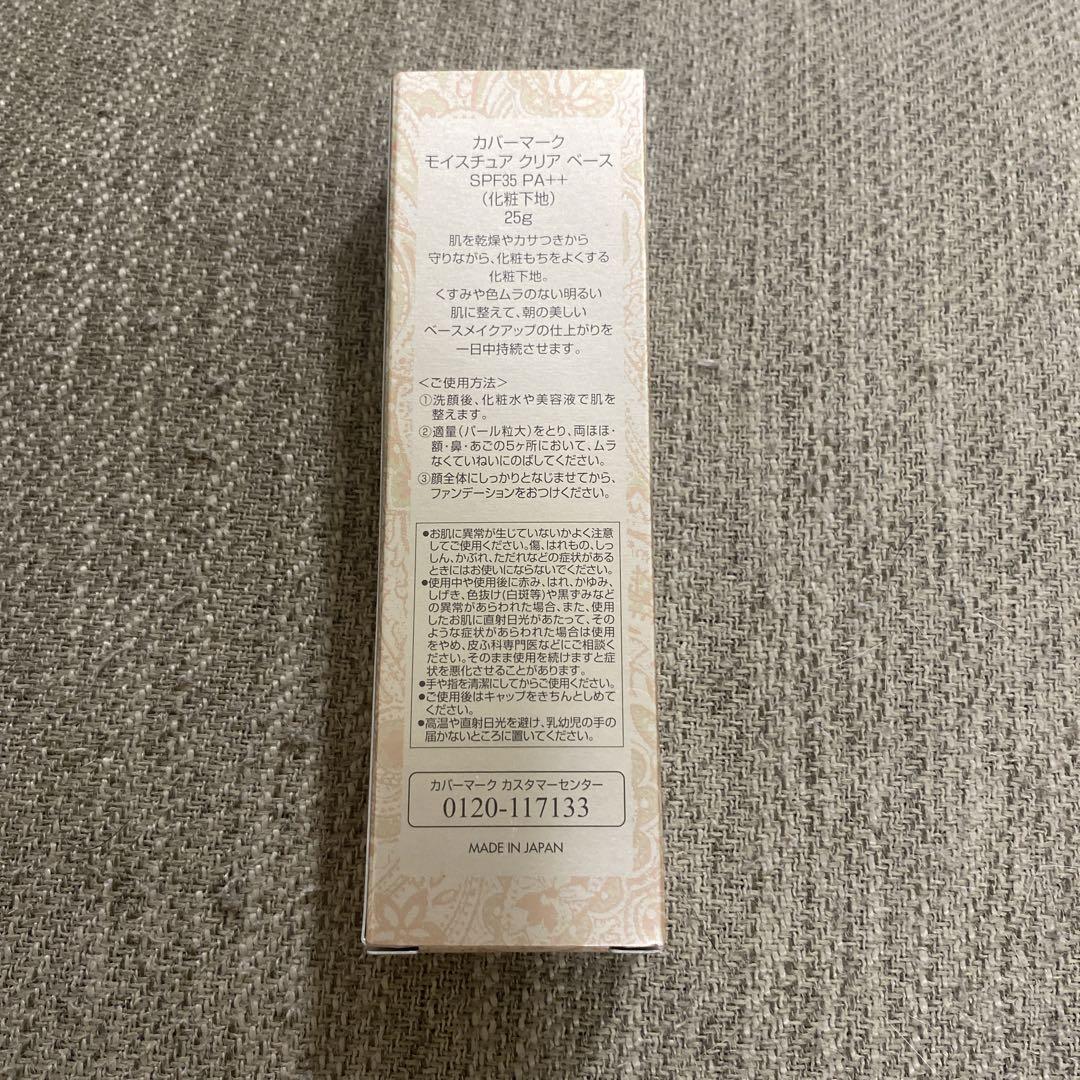 カバーマーク
モイスチュア クリア ベース
SPF35 PA++
（化粧下地）
25g
肌を乾燥やカサつきから
守りながら、化粧もちをよくする
化粧下地。
くすみや色ムラのない明るい
肌に整えて、朝の美しい
ベースメイクアップの仕上がりを
一日中持続させます。
＜ご使用方法＞
①洗顔後、化粧水や美容液で肌を
整えます。
②適量（パール粒大）をとり、両ほほ・
額・鼻・あごの5ヶ所において、ムラ
なくていねいにのばしてください。
③顔全体にしっかりとなじませてから、
ファンデーションをおつけください。
●お肌に異常が生じていないかよく注意
してご使用ください。傷、はれもの、しっ
しん、かぶれ、ただれなどの症状がある
ときにはお使いにならないでください。
●使用中や使用後に赤み、はれ、かゆみ、
しげき、色抜け(白斑等)や黒ずみなど
の異常があらわれた場合、また、使用
したお肌に直射日光があたって、その
ような症状があらわれた場合は使用
をやめ、皮ふ科専門医などにご相談く
ださい。そのまま使用を続けますと症
状を悪化させることがあります。
●手や指を清潔にしてからご使用ください。
●ご使用後はキャップをきちんとしめて
ください。
●高温や直射日光を避け、乳幼児の手の
届かないところに置いてください。
カバーマーク カスタマーセンター
0120-117133
MADE IN JAPAN